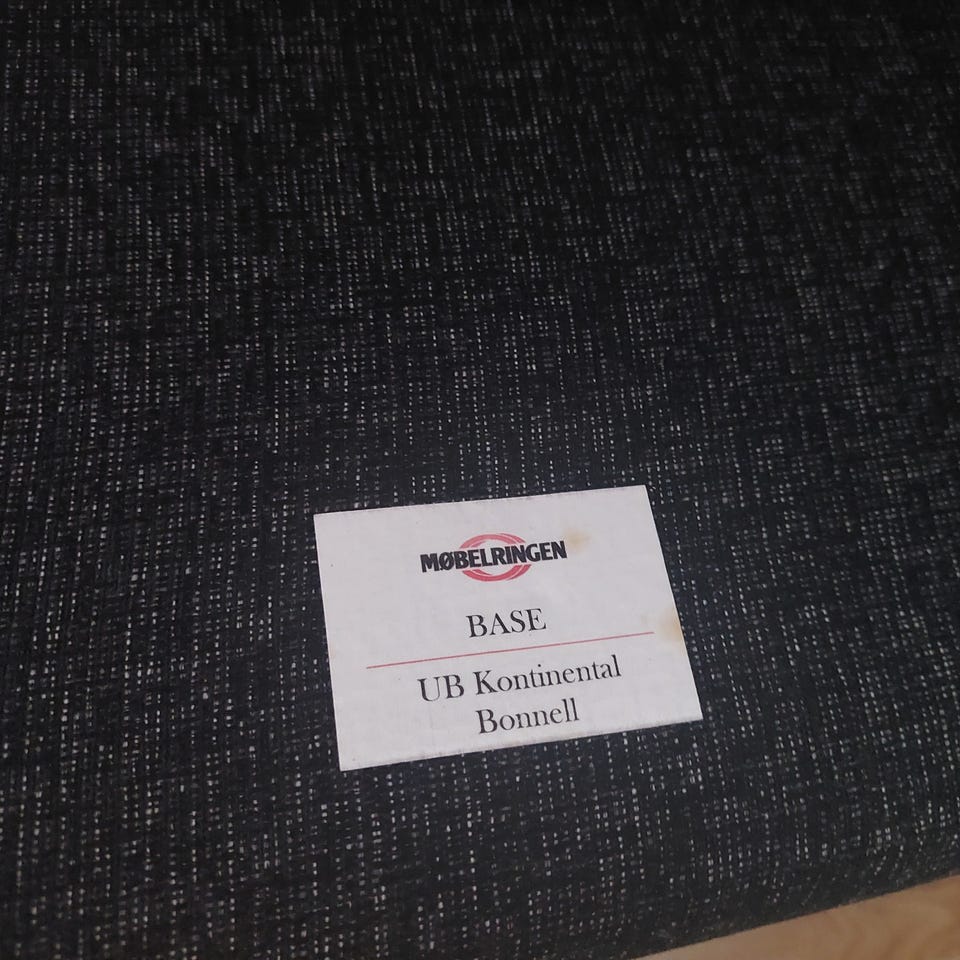 MØBELRINGEN
BASE
UB Kontinental
Bonnell